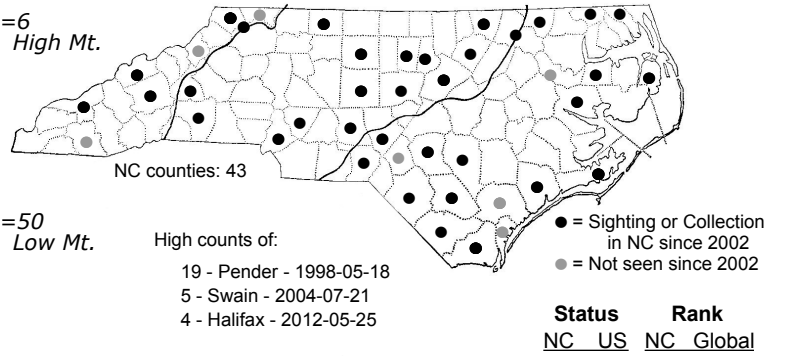 =6
High Mt.
NC counties: 43
=50
Low Mt.
High counts of:
19 - Pender - 1998-05-18
5 - Swain - 2004-07-21
4 - Halifax - 2012-05-25
= Sighting or Collection
in NC since 2002
= Not seen since 2002
Status Rank
NC US NC Global